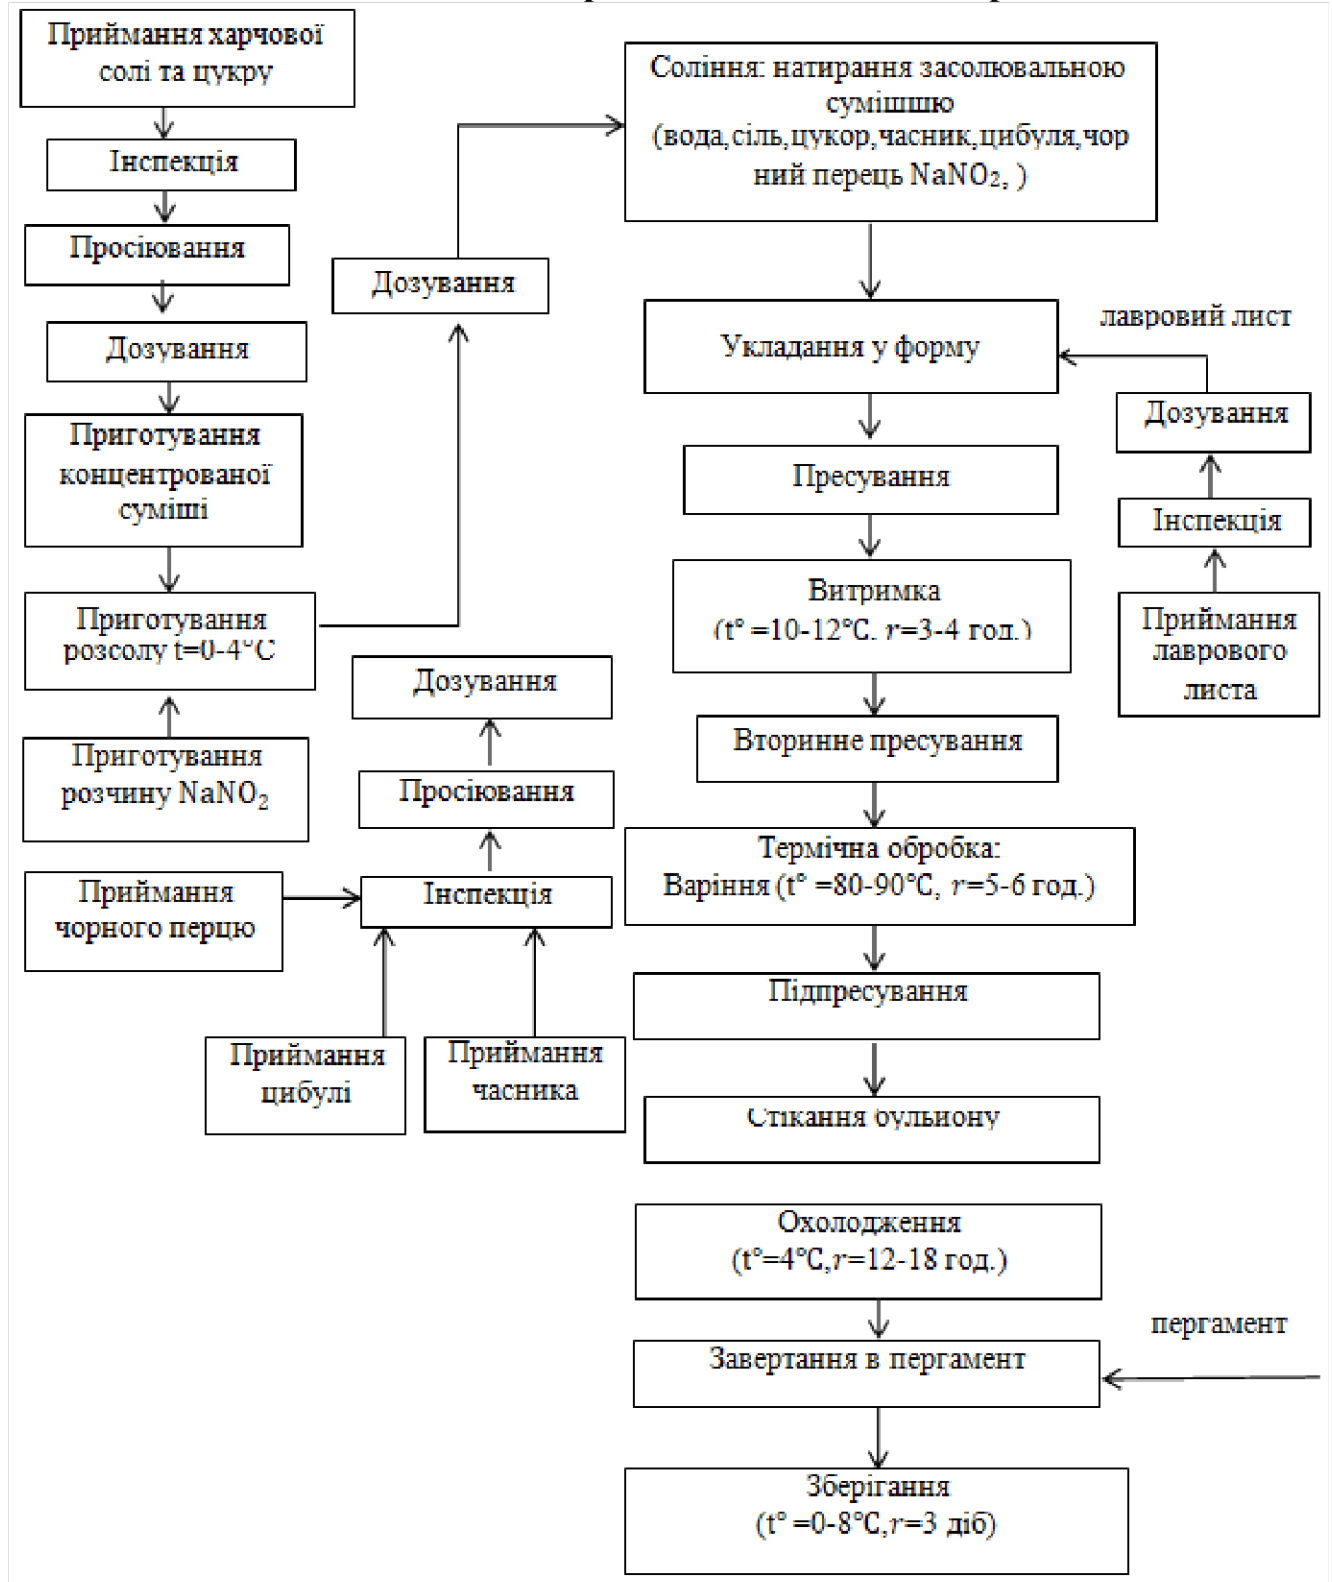 Приймання харчової
солі та цукру
Інспекція
Просіювання
Дозування
Приготування
концентрованої
суміші
Приготування
розсолу t=0-4°C
Приготування
розчину NaNO₂
Приймання
чорного перцю
Приймання
цибулі
Приймання
часника
Інспекція
Просіювання
Дозування
Дозування
Соління: натирання засолювальною
сумішшю
(вода,сіль,цукор,часник,цибуля,чор
ний перець NaNO₂, )
Укладання у форму
лавровий лист
Дозування
Інспекція
Приймання
лаврового
листа
Пресування
Витримка
(t° =10-12°C. r=3-4 год.)
Вторинне пресування
Термічна обробка:
Варіння (t° =80-90°C, r=5-6 год.)
Підпресування
Стікання бульиону
Охолодження
(t°=4°C,r=12-18 год.)
пергамент
Завертання в пергамент
Зберігання
(t° =0-8°C,r=3 діб)